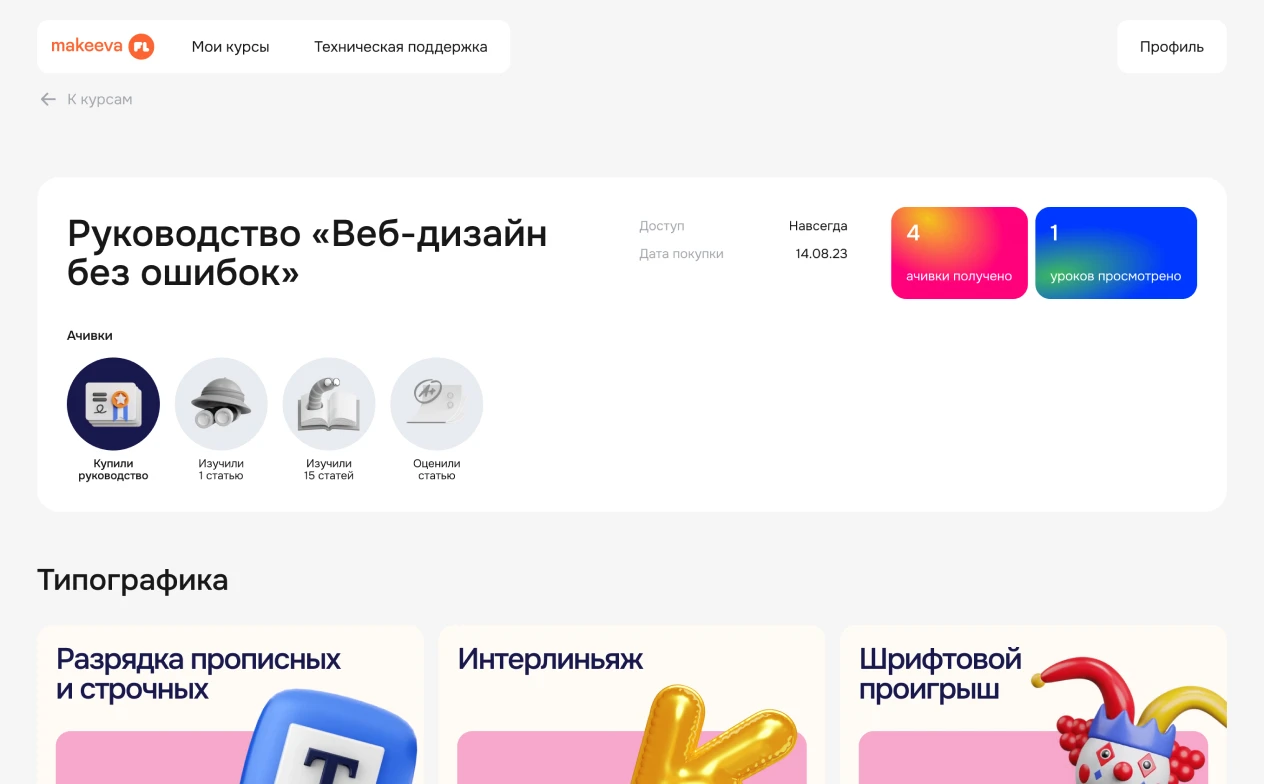 makeeva
Мои курсы
Техническая поддержка
Профиль
К курсам
Руководство «Веб-дизайн
без ошибок»
Доступ
Навсегда
Дата покупки
14.08.23
4
ачивки получено
1
уроков просмотрено
Ачивки
A+
Купили
руководство
Изучили
1 статью
Изучили
15 статей
Оценили
статью
Типографика
Разрядка прописных
и строчных
Интерлиньяж
Шрифтовой
проигрыш
T